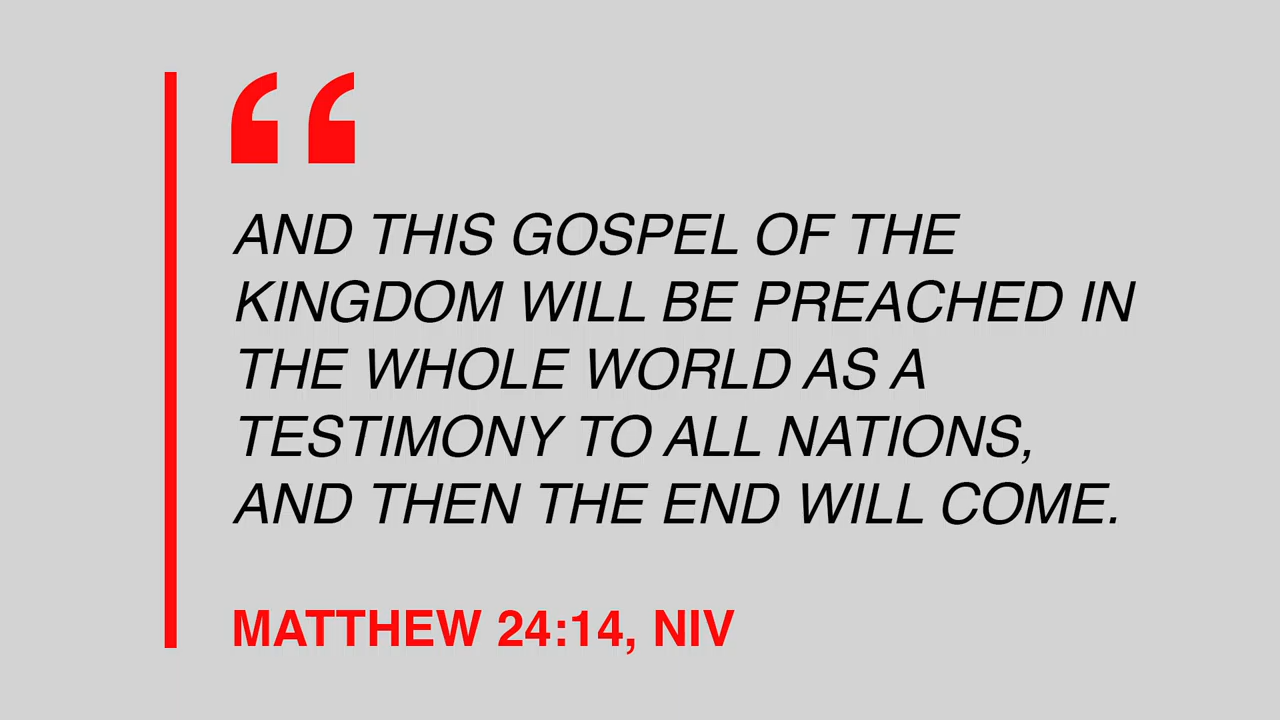 “
AND THIS GOSPEL OF THE
KINGDOM WILL BE PREACHED IN
THE WHOLE WORLD AS A
TESTIMONY TO ALL NATIONS,
AND THEN THE END WILL COME.
MATTHEW 24:14, NIV